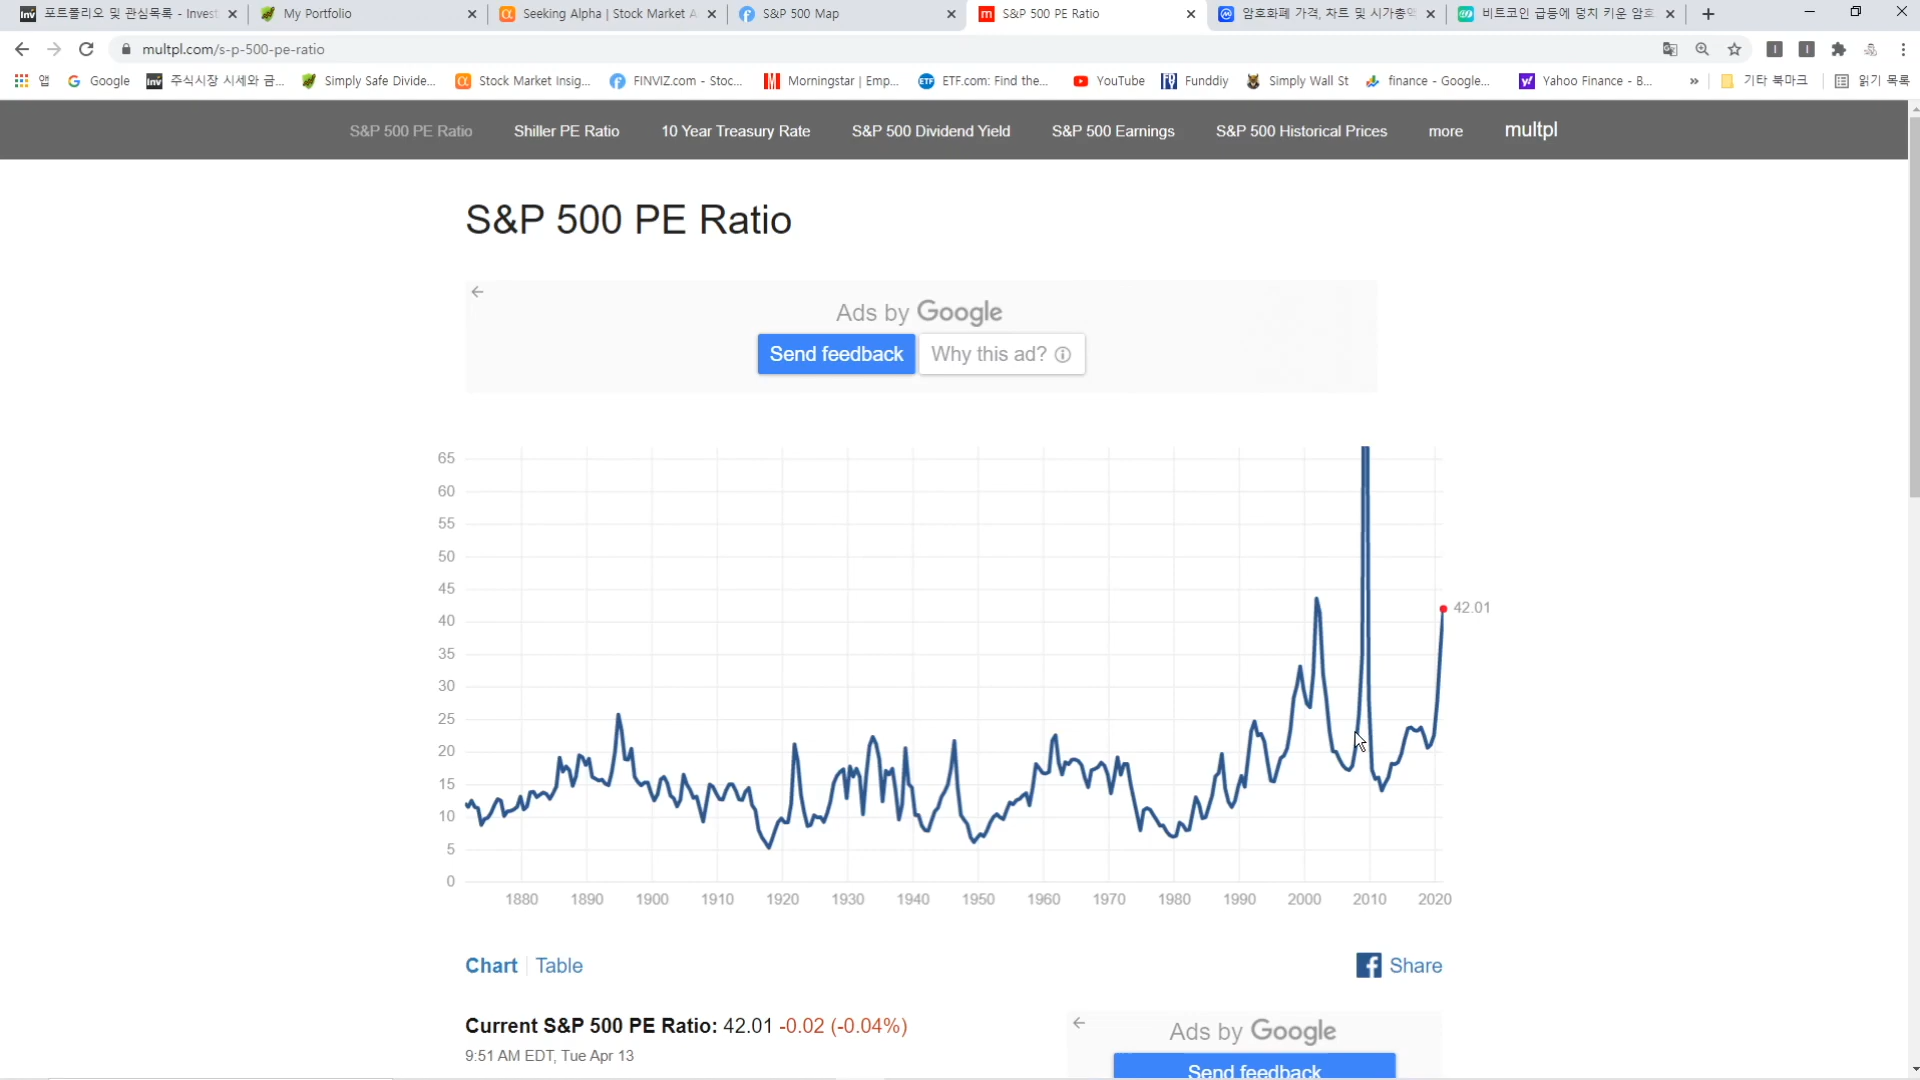 포트폴리오 및 관심목록 - Invest
My Portfolio
Seeking Alpha | Stock Market A
S&P 500 Map
S&P 500 PE Ratio
암호화폐 가격, 차트 및 시가총액
비트코인 급등에 덩치 키운 암호
multpl.com/s-p-500-pe-ratio
앱
Google
주식시장 시세와 금...
Simply Safe Divide...
Stock Market Insig...
FINVIZ.com - Stoc...
Morningstar | Emp...
ETF.com: Find the...
YouTube
Funddiy
Simply Wall St
finance - Google...
Yahoo Finance - B...
»
기타 북마크
읽기 목록
S&P 500 PE Ratio
Shiller PE Ratio
10 Year Treasury Rate
S&P 500 Dividend Yield
S&P 500 Earnings
S&P 500 Historical Prices
more
multpl
S&P 500 PE Ratio
Ads by Google
Send feedback
Why this ad?
65
60
55
50
45
40
35
30
25
20
15
10
5
0
42.01
1880 1890 1900 1910 1920 1930 1940 1950 1960 1970 1980 1990 2000 2010 2020
Chart | Table
Share
Current S&P 500 PE Ratio: 42.01 -0.02 (-0.04%)
9:51 AM EDT, Tue Apr 13
Ads by Google
Send feedback